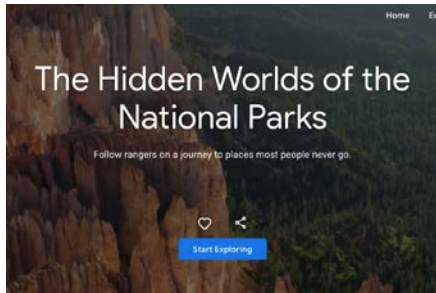 Home
The Hidden Worlds of the
National Parks
Follow rangers on a journey to places most people never go.
Start Exploring